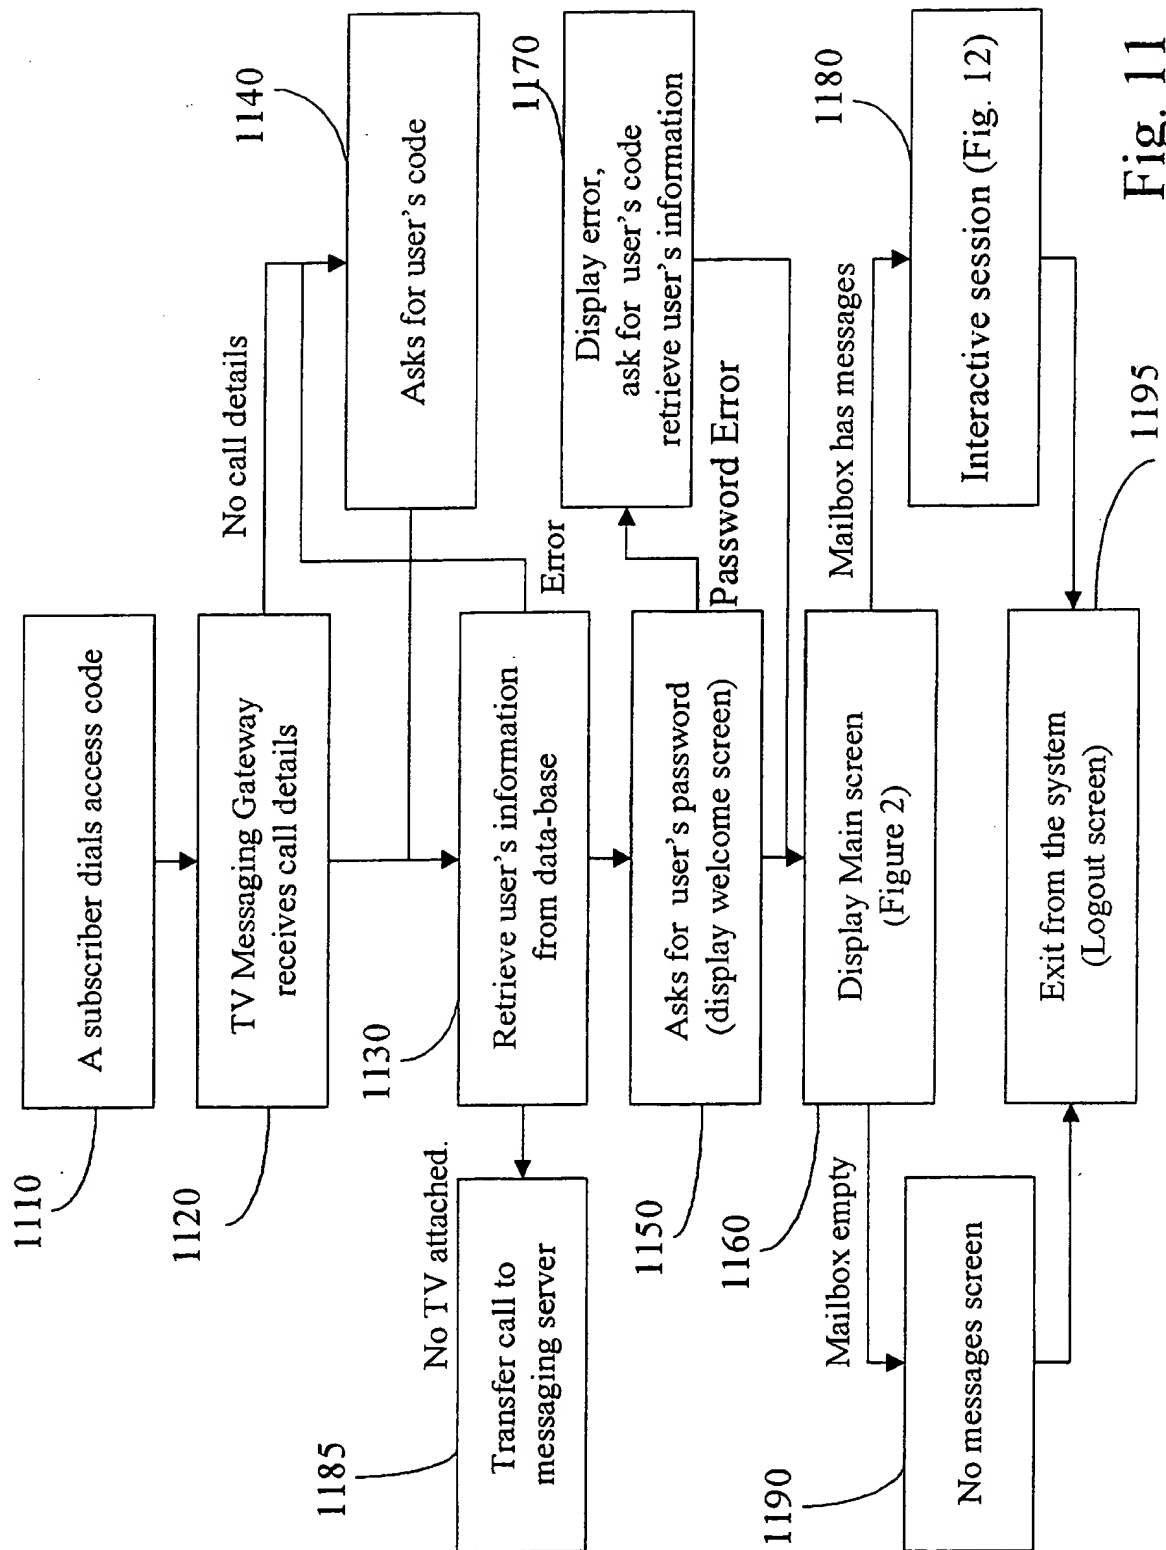 1110
A subscriber dials access code
1120
TV Messaging Gateway
receives call details
No call details
1140
Asks for user's code
1130
Retrieve user's information
from data-base
Error
No TV attached.
1185
Transfer call to
messaging server
1150
Asks for user's password
(display welcome screen)
Password Error
1170
Display error,
ask for user's code
retrieve user's information
1160
Display Main screen
(Figure 2)
Mailbox empty
Mailbox has messages
1190
No messages screen
1180
Interactive session (Fig. 12)
1195
Exit from the system
(Logout screen)
Fig. 11